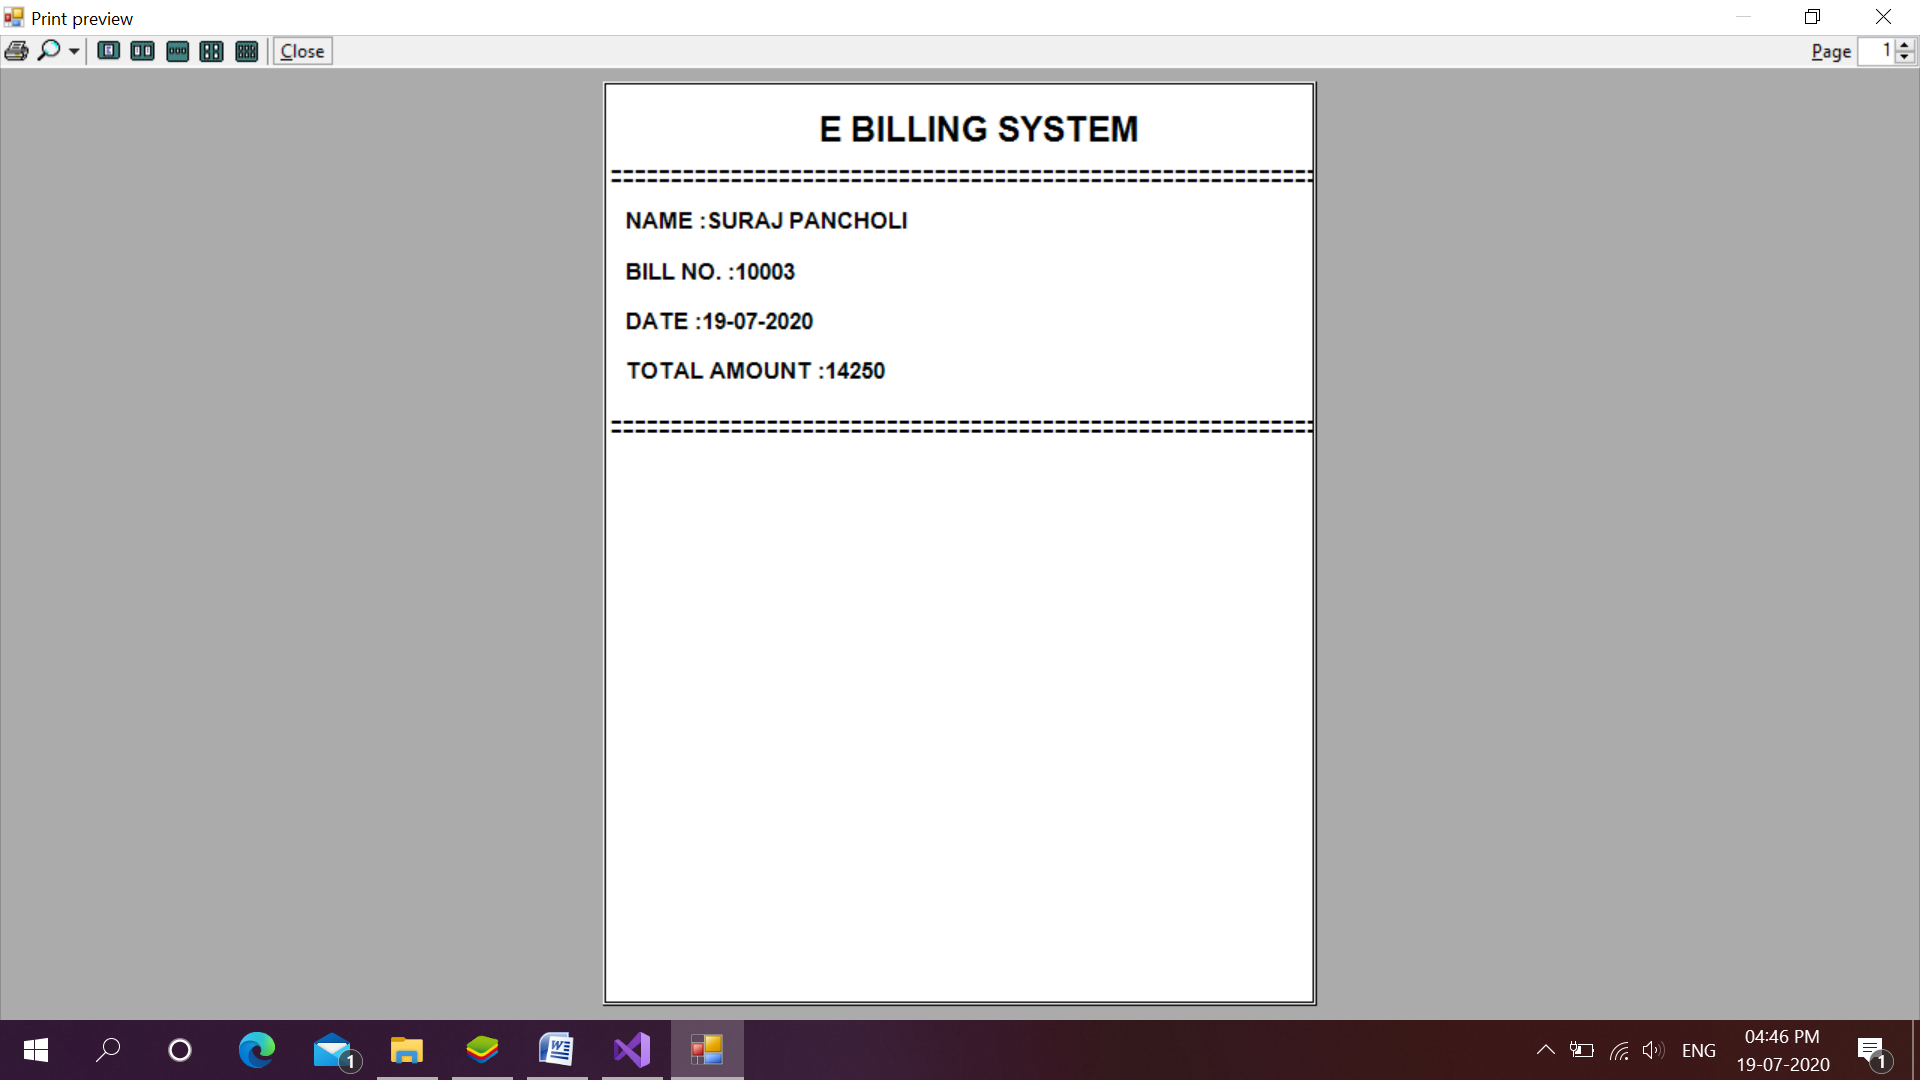 Print preview
Close
Page 1
E BILLING SYSTEM
==========================================================
NAME :SURAJ PANCHOLI
BILL NO. :10003
DATE :19-07-2020
TOTAL AMOUNT :14250
==========================================================
1
ENG
04:46 PM
19-07-2020
1